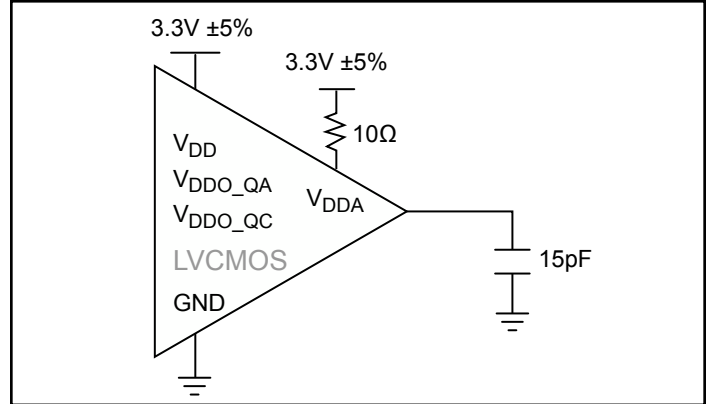 3.3V ±5%
3.3V ±5%
10Ω
VDD
VDDO_QA
VDDA
VDDO_QC
LVCMOS
15pF
GND